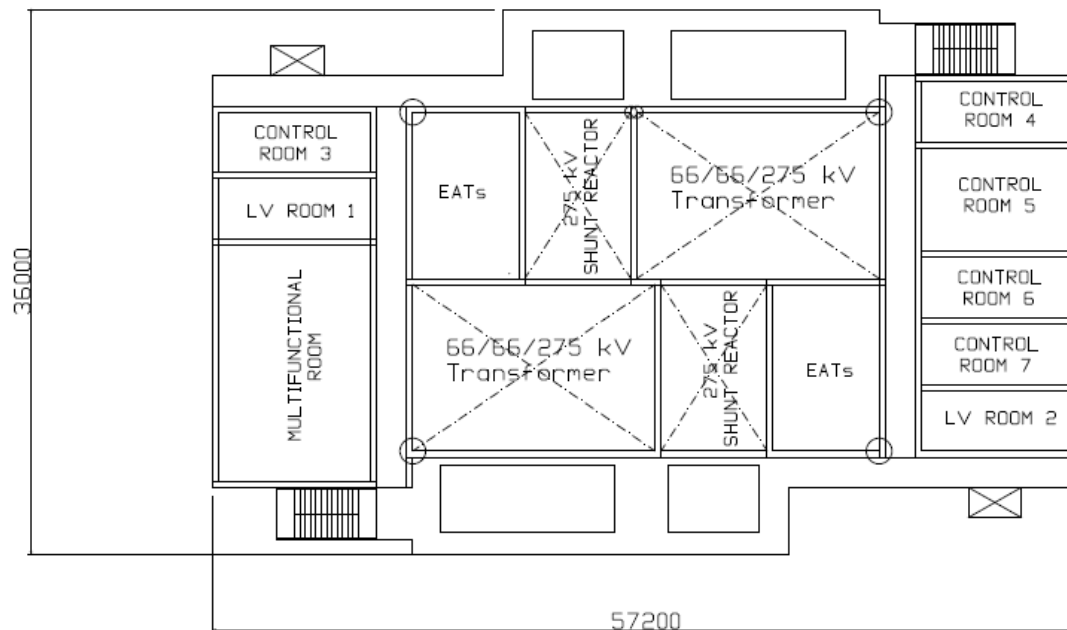 CONTROL
ROOM 4
CONTROL
ROOM 3
EATs
275 kV
SHUNT REACTOR
66/66/275 kV
Transformer
CONTROL
ROOM 5
LV ROOM 1
36000
MULTIFUNCTIONAL
ROOM
66/66/275 kV
Transformer
275 kV
SHUNT REACTOR
EATs
CONTROL
ROOM 6
CONTROL
ROOM 7
LV ROOM 2
57200